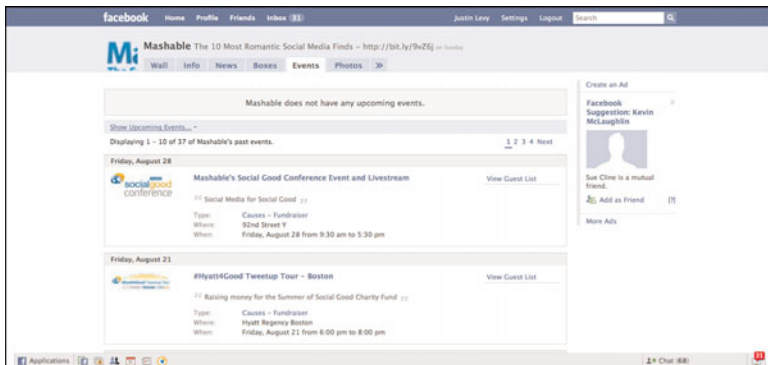 facebook Home Profile Friends Inbox 31 Justin Levy Settings Logout Search
Mashable The 10 Most Romantic Social Media Finds – http://bit.ly/9vZ6j on Sunday
Wall Info News Boxes Events Photos »
Create an Ad
Mashable does not have any upcoming events.
Facebook Suggestion: Kevin McLaughlin x
Show Upcoming Events...
Displaying 1 – 10 of 37 of Mashable's past events. 1 2 3 4 Next
Friday, August 28
Mashable's Social Good Conference Event and Livestream View Guest List
socialgood
conference
Social Media for Social Good
Sue Cline is a mutual friend.
Type: Causes – Fundraiser
Where: 92nd Street Y
When: Friday, August 28 from 9:30 am to 5:30 pm
Add as Friend [?]
More Ads
Friday, August 21
#Hyatt4Good Tweetup Tour – Boston View Guest List
Raising money for the Summer of Social Good Charity Fund
Type: Causes – Fundraiser
Where: Hyatt Regency Boston
When: Friday, August 21 from 6:00 pm to 8:00 pm
Applications Chat (68) 31